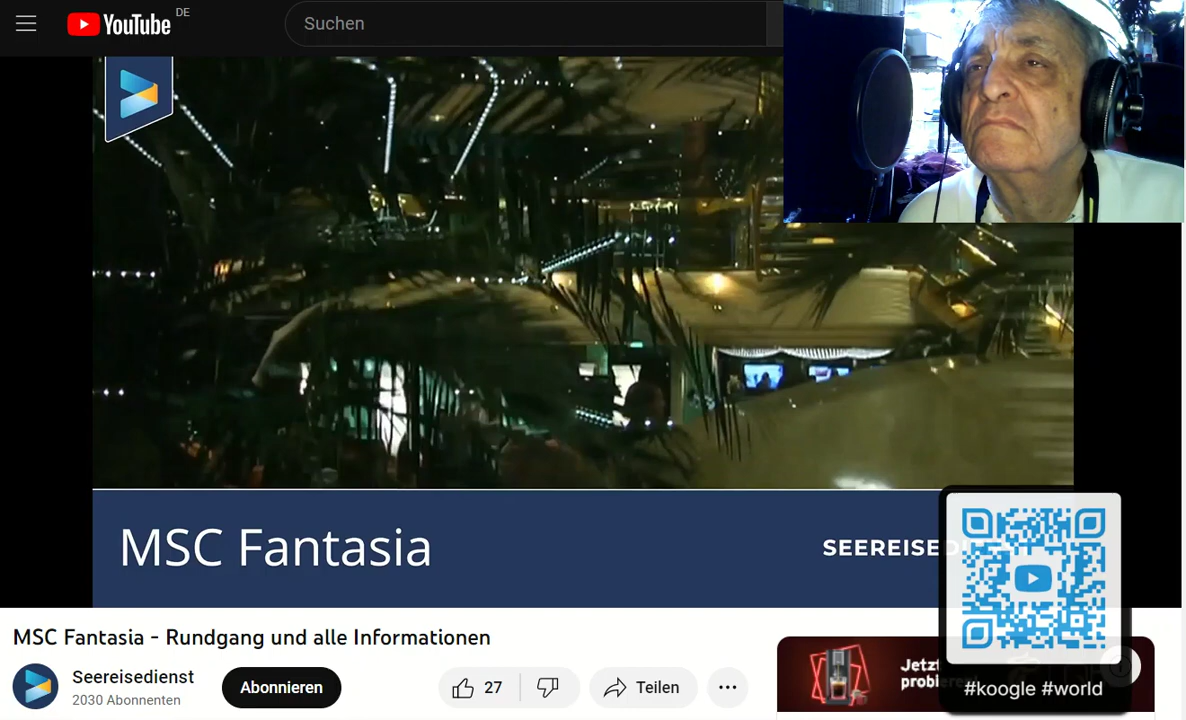 YouTube DE
Suchen
MSC Fantasia
SEEREISED
MSC Fantasia - Rundgang und alle Informationen
Seereisedienst
2030 Abonnenten
Abonnieren
27
Teilen
Jetzt
#koogle #world